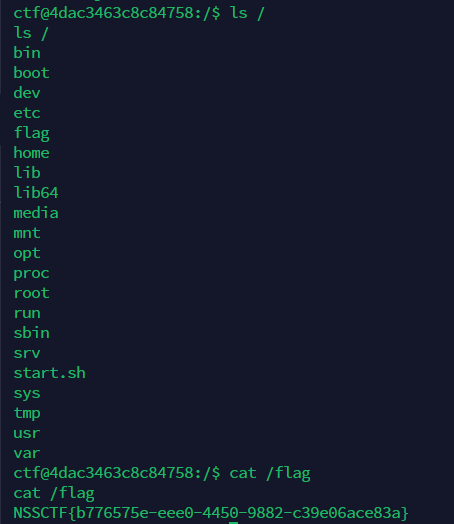 ctf@4dac3463c8c84758:/$ ls /
ls /
bin
boot
dev
etc
flag
home
lib
lib64
media
mnt
opt
proc
root
run
sbin
srv
start.sh
sys
tmp
usr
var
ctf@4dac3463c8c84758:/$ cat /flag
cat /flag
NSSCTF{b776575e-eee0-4450-9882-c39e06ace83a}